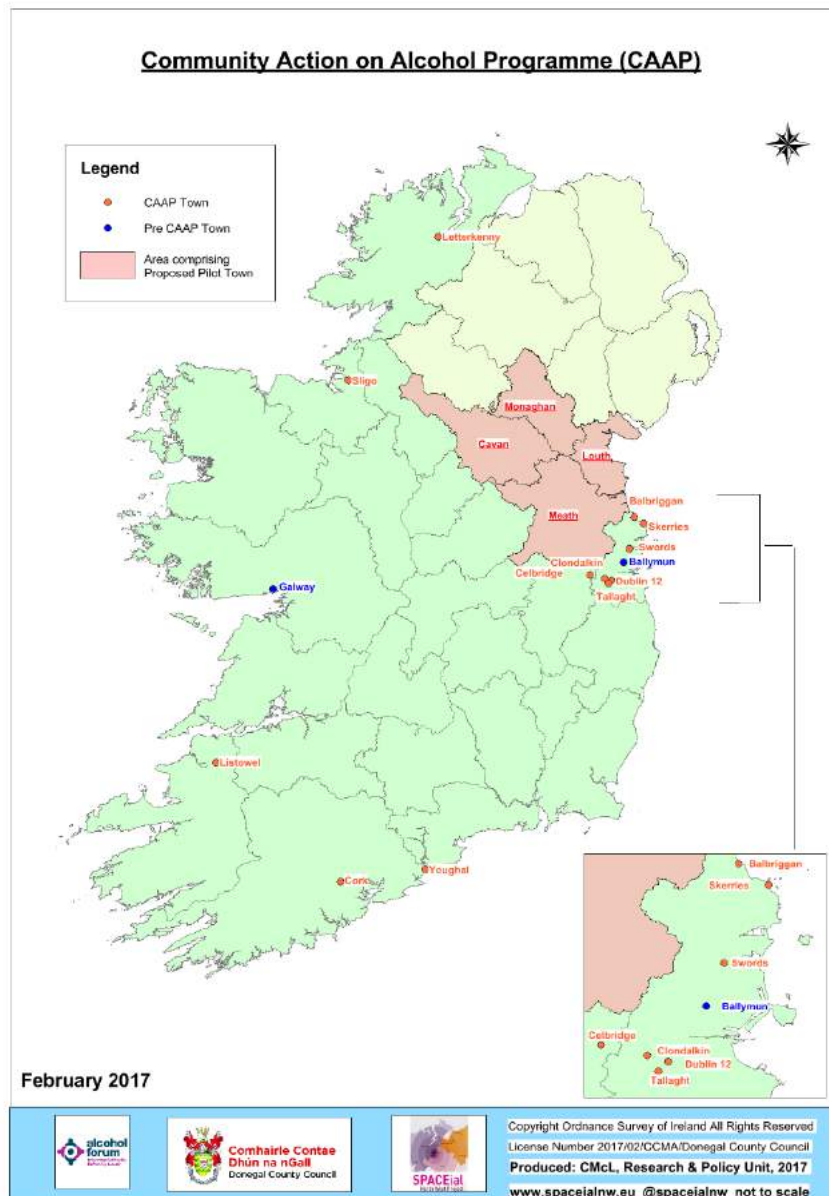 Community Action on Alcohol Programme (CAAP)
Legend
CAAP Town
Pre CAAP Town
Area comprising
Proposed Pilot Town
Letterkenny
Sligo
Monaghan
Cavan
Louth
Meath
Balbriggan
Skerries
Swords
Ballymun
Clondalkin
Celbridge
Dublin 12
Tallaght
Galway
Listowel
Cork
Youghal
Balbriggan
Skerries
Swords
Ballymun
Celbridge
Clondalkin
Dublin 12
Tallaght
February 2017
alcohol
forum
Comhairle Contae
Dhún na nGall
Donegal County Council
SPACEial
Copyright Ordnance Survey of Ireland All Rights Reserved
License Number 2017/02/CCMA/Donegal County Council
Produced: CMcL, Research & Policy Unit, 2017
www.spaceialnw.eu @spaceialnw not to scale